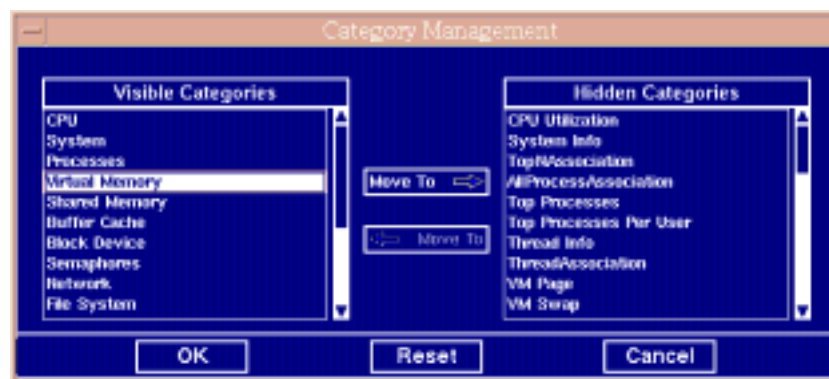 Category Management
Visible Categories
CPU
System
Processes
Virtual Memory
Shared Memory
Buffer Cache
Block Device
Semaphores
Network
File System
Move To
Move To
Hidden Categories
CPU Utilization
System Info
TopNAssociation
AllProcessAssociation
Top Processes
Top Processes Per User
Thread Info
ThreadAssociation
VM Page
VM Swap
OK
Reset
Cancel